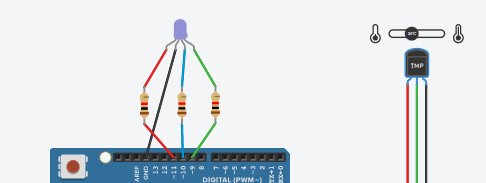 TMP
AREF
GND
13
12
~11
~10
~9
8
7
~6
~5
4
~3
2
TX→1
RX←0
DIGITAL (PWM~)